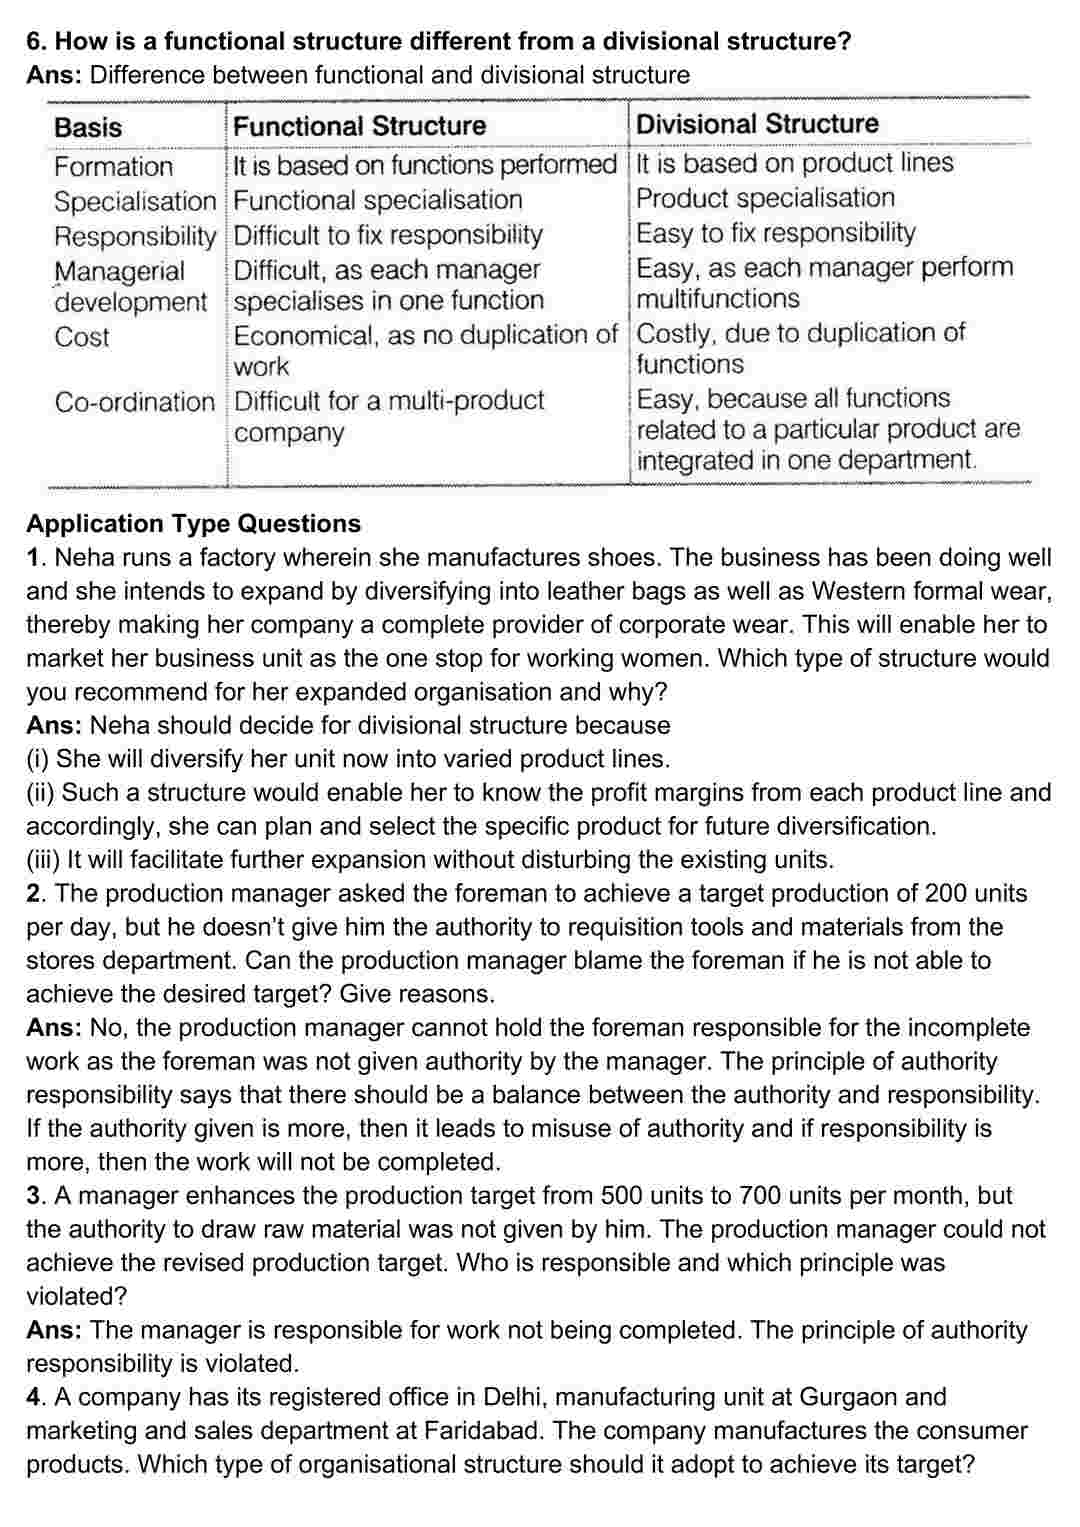 6. How is a functional structure different from a divisional structure?
Ans: Difference between functional and divisional structure
Basis Functional Structure Divisional Structure
Formation It is based on functions performed It is based on product lines
Specialisation Functional specialisation Product specialisation
Responsibility Difficult to fix responsibility Easy to fix responsibility
Managerial Difficult, as each manager Easy, as each manager perform
development specialises in one function multifunctions
Cost Economical, as no duplication of Costly, due to duplication of
work functions
Co-ordination Difficult for a multi-product Easy, because all functions
company related to a particular product are
integrated in one department.
Application Type Questions
1. Neha runs a factory wherein she manufactures shoes. The business has been doing well
and she intends to expand by diversifying into leather bags as well as Western formal wear,
thereby making her company a complete provider of corporate wear. This will enable her to
market her business unit as the one stop for working women. Which type of structure would
you recommend for her expanded organisation and why?
Ans: Neha should decide for divisional structure because
(i) She will diversify her unit now into varied product lines.
(ii) Such a structure would enable her to know the profit margins from each product line and
accordingly, she can plan and select the specific product for future diversification.
(iii) It will facilitate further expansion without disturbing the existing units.
2. The production manager asked the foreman to achieve a target production of 200 units
per day, but he doesn't give him the authority to requisition tools and materials from the
stores department. Can the production manager blame the foreman if he is not able to
achieve the desired target? Give reasons.
Ans: No, the production manager cannot hold the foreman responsible for the incomplete
work as the foreman was not given authority by the manager. The principle of authority
responsibility says that there should be a balance between the authority and responsibility.
If the authority given is more, then it leads to misuse of authority and if responsibility is
more, then the work will not be completed.
3. A manager enhances the production target from 500 units to 700 units per month, but
the authority to draw raw material was not given by him. The production manager could not
achieve the revised production target. Who is responsible and which principle was
violated?
Ans: The manager is responsible for work not being completed. The principle of authority
responsibility is violated.
4. A company has its registered office in Delhi, manufacturing unit at Gurgaon and
marketing and sales department at Faridabad. The company manufactures the consumer
products. Which type of organisational structure should it adopt to achieve its target?